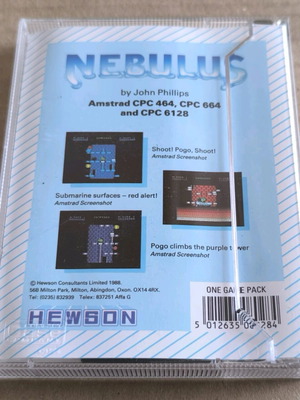 NEBULUS
by John Phillips
Amstrad CPC 464, CPC 664
and CPC 6128
Shoot! Pogo, Shoot!
Amstrad Screenshot
Submarine surfaces – red alert!
Amstrad Screenshot
Pogo climbs the purple tower
Amstrad Screenshot
© Hewson Consultants Limited 1988.
56B Milton Park, Milton, Abingdon, Oxon. OX14 4RX.
Tel: (0235) 832939 Telex: 837251 Affa G
HEWSON
ONE GAME PACK